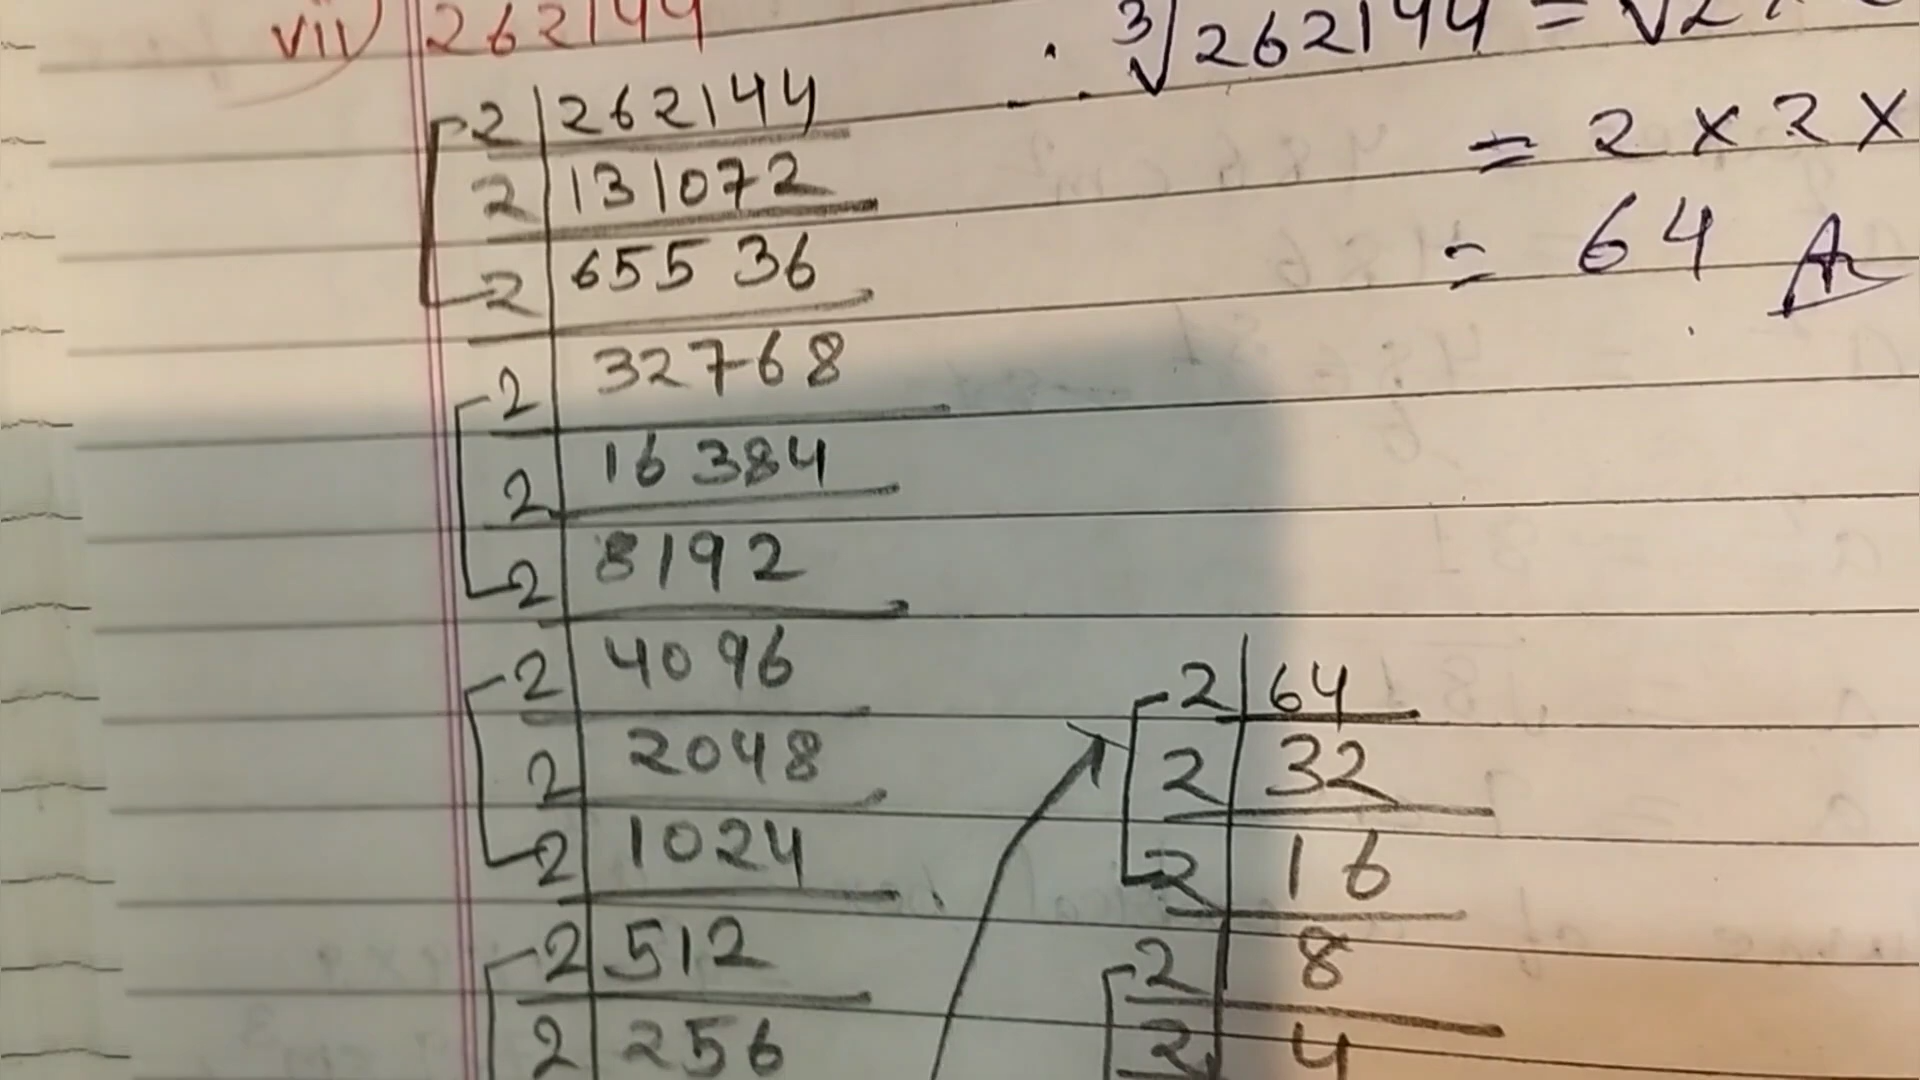 vii) 262144
2 | 262144
2 | 131072
2 | 65536
2 | 32768
2 | 16384
2 | 8192
2 | 4096
2 | 2048
2 | 1024
2 | 512
2 | 256
∴ ∛262144 = √2 ×
= 2 × 2 ×
= 64 A
2 | 64
2 | 32
2 | 16
2 | 8
2 | 4